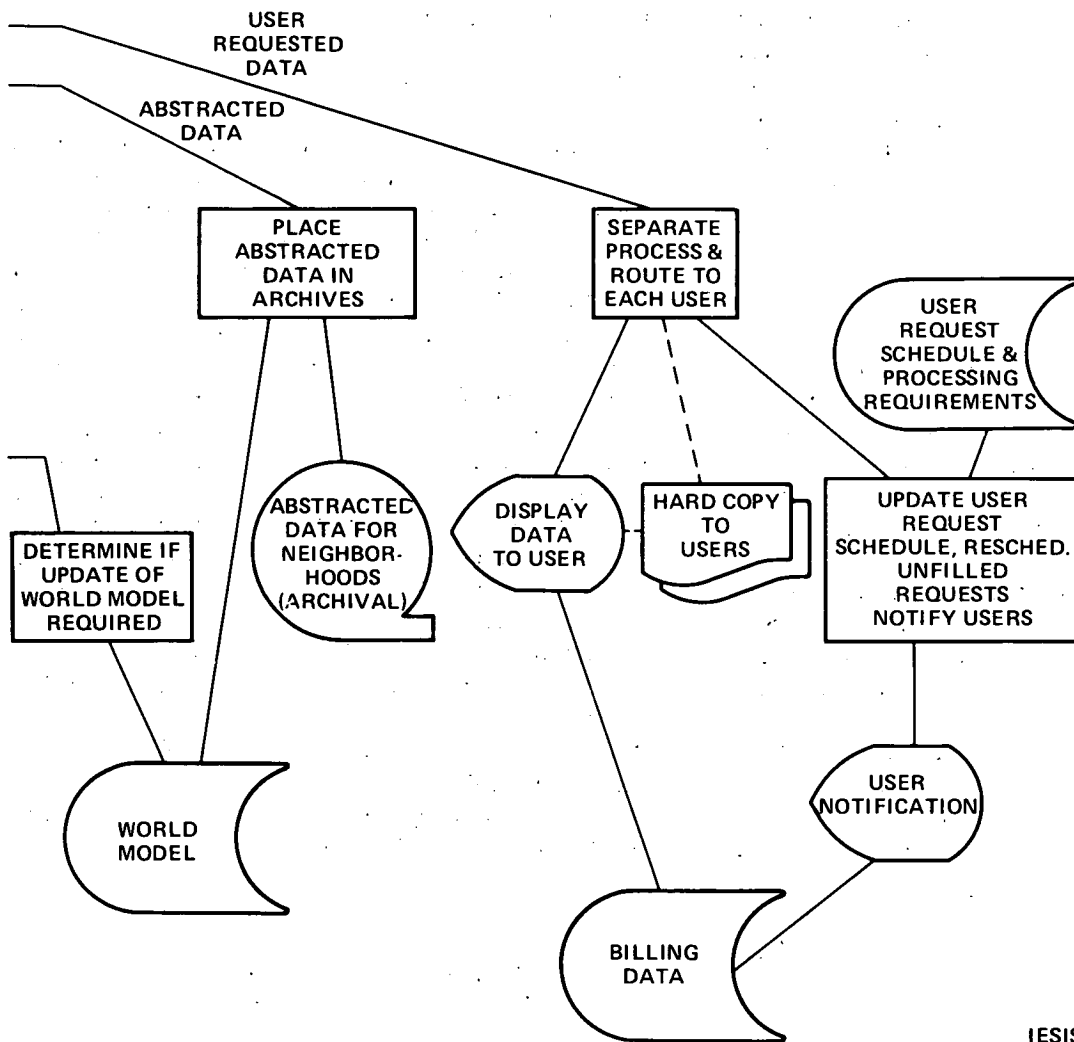 USER
REQUESTED
DATA
ABSTRACTED
DATA
PLACE
ABSTRACTED
DATA IN
ARCHIVES
SEPARATE
PROCESS &
ROUTE TO
EACH USER
USER
REQUEST
SCHEDULE &
PROCESSING
REQUIREMENTS
DETERMINE IF
UPDATE OF
WORLD MODEL
REQUIRED
ABSTRACTED
DATA FOR
NEIGHBOR-
HOODS
(ARCHIVAL)
DISPLAY
DATA
TO USER
HARD COPY
TO
USERS
UPDATE USER
REQUEST
SCHEDULE, RESCHED.
UNFILLED
REQUESTS
NOTIFY USERS
WORLD
MODEL
USER
NOTIFICATION
BILLING
DATA
IESIS